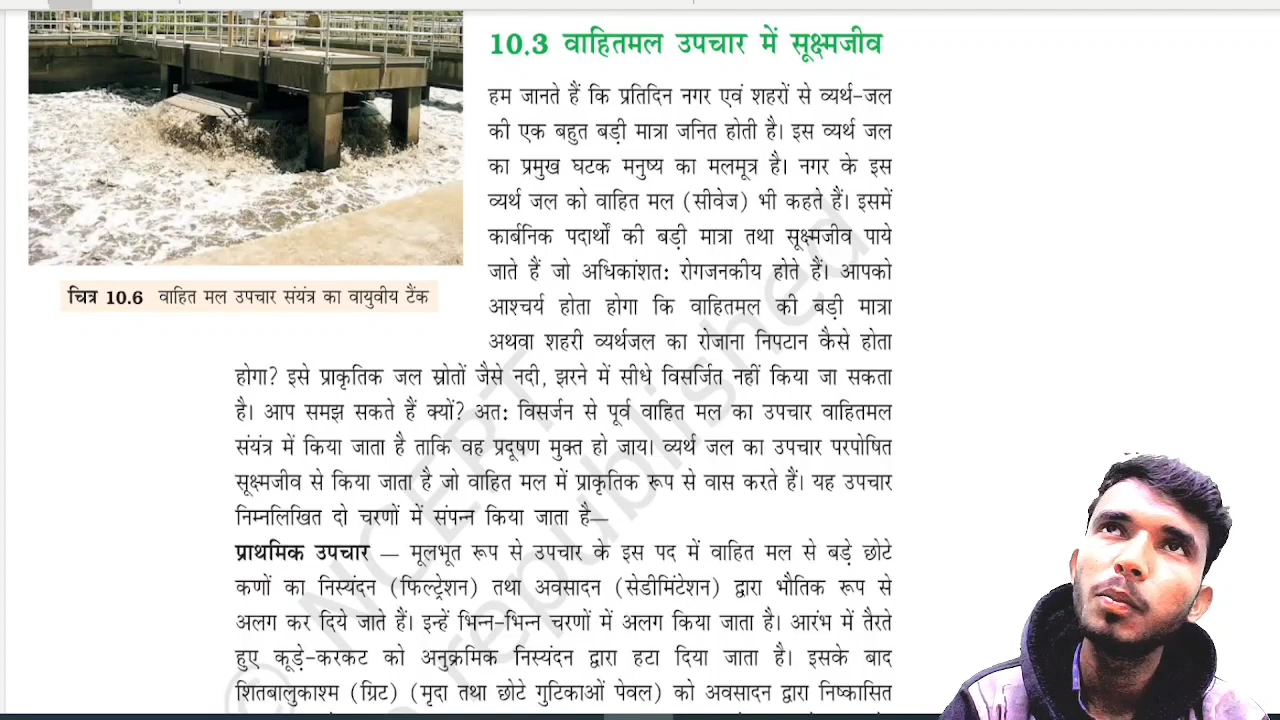 10.3 वाहितमल उपचार में सूक्ष्मजीव
हम जानते हैं कि प्रतिदिन नगर एवं शहरों से व्यर्थ-जल
की एक बहुत बड़ी मात्रा जनित होती है। इस व्यर्थ जल
का प्रमुख घटक मनुष्य का मलमूत्र है। नगर के इस
व्यर्थ जल को वाहित मल (सीवेज) भी कहते हैं। इसमें
कार्बनिक पदार्थों की बड़ी मात्रा तथा सूक्ष्मजीव पाये
जाते हैं जो अधिकांशत: रोगजनकीय होते हैं। आपको
आश्चर्य होता होगा कि वाहितमल की बड़ी मात्रा
अथवा शहरी व्यर्थजल का रोजाना निपटान कैसे होता
होगा? इसे प्राकृतिक जल स्रोतों जैसे नदी, झरने में सीधे विसर्जित नहीं किया जा सकता
है। आप समझ सकते हैं क्यों? अत: विसर्जन से पूर्व वाहित मल का उपचार वाहितमल
संयंत्र में किया जाता है ताकि वह प्रदूषण मुक्त हो जाय। व्यर्थ जल का उपचार परपोषित
सूक्ष्मजीव से किया जाता है जो वाहित मल में प्राकृतिक रूप से वास करते हैं। यह उपचार
निम्नलिखित दो चरणों में संपन्न किया जाता है—
प्राथमिक उपचार — मूलभूत रूप से उपचार के इस पद में वाहित मल से बड़े छोटे
कणों का निस्यंदन (फिल्ट्रेशन) तथा अवसादन (सेडीमिंटेशन) द्वारा भौतिक रूप से
अलग कर दिये जाते हैं। इन्हें भिन्न-भिन्न चरणों में अलग किया जाता है। आरंभ में तैरते
हुए कूड़े-करकट को अनुक्रमिक निस्यंदन द्वारा हटा दिया जाता है। इसके बाद
शितबालुकाश्म (ग्रिट) (मृदा तथा छोटे गुटिकाओं पेवल) को अवसादन द्वारा निष्कासित
चित्र 10.6 वाहित मल उपचार संयंत्र का वायुवीय टैंक
© NCERT
republished